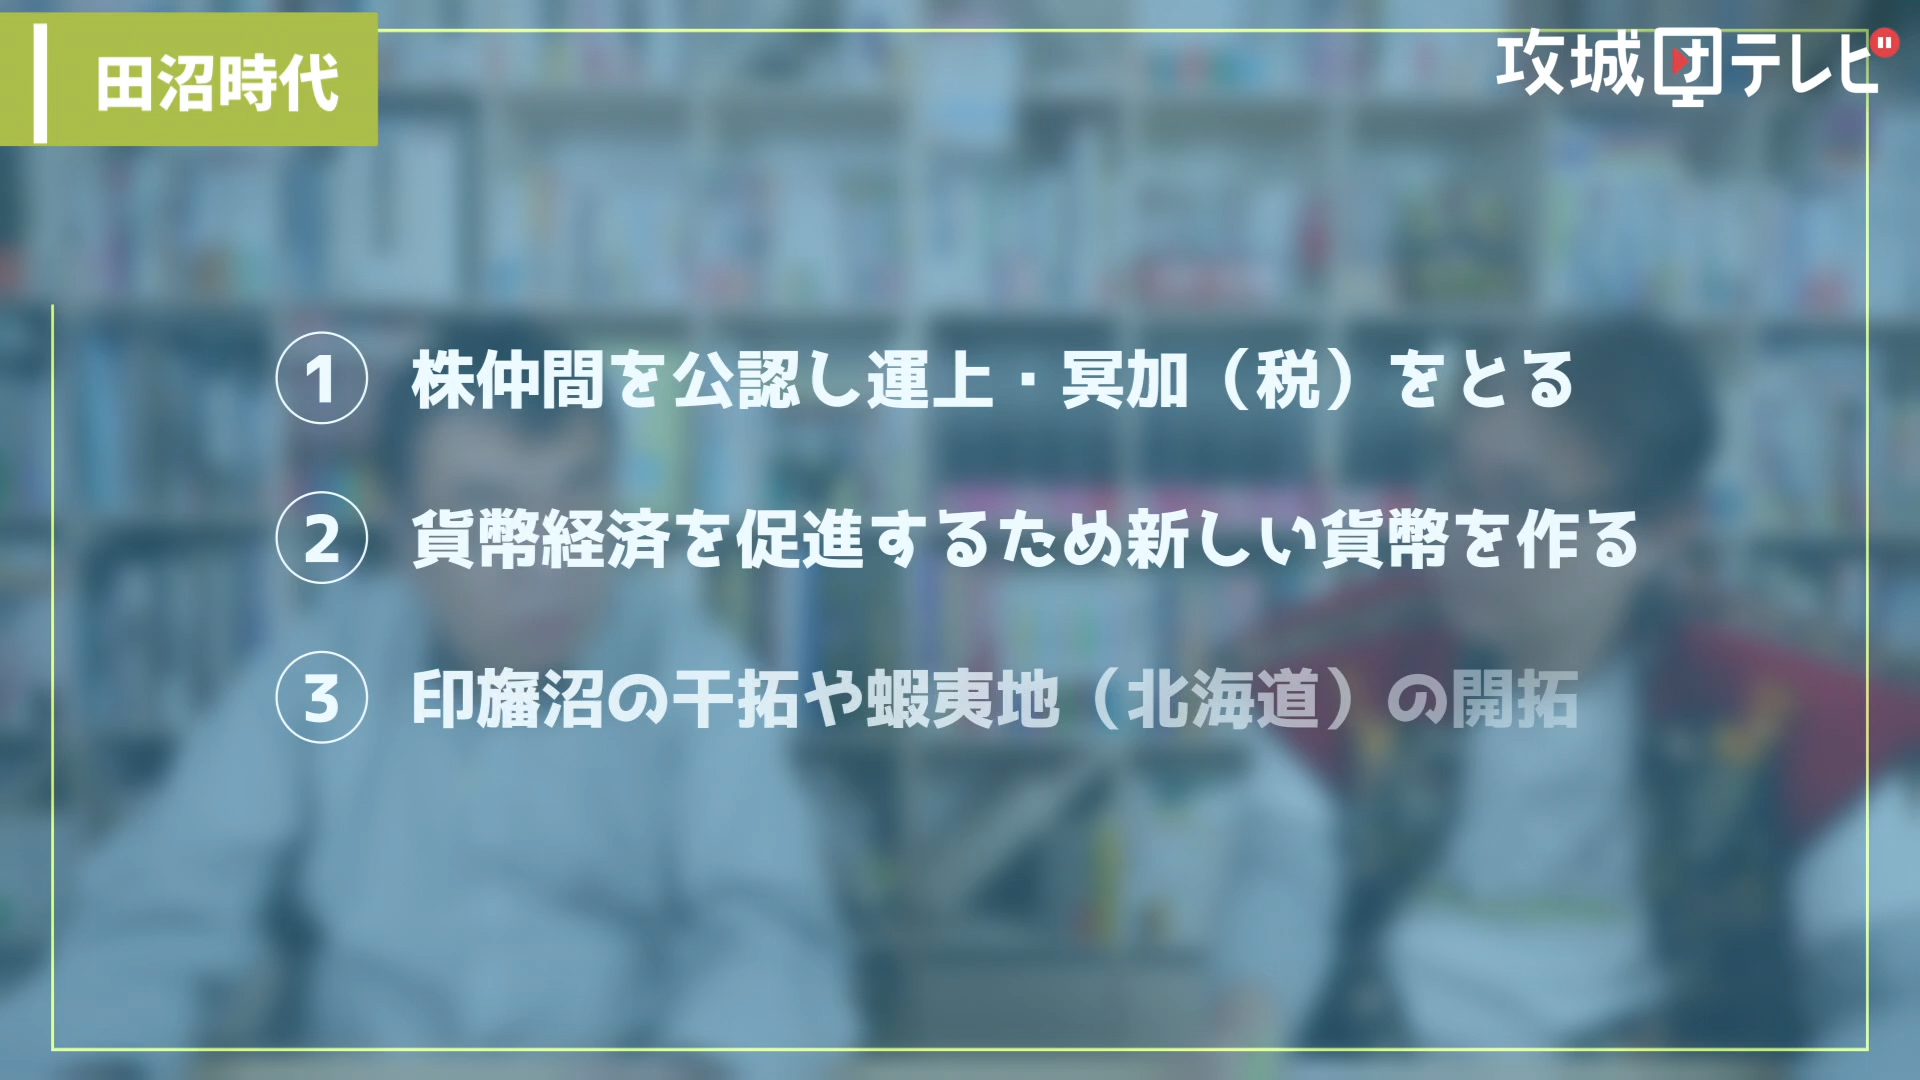 田沼時代
攻城団テレビ
① 株仲間を公認し運上・冥加（税）をとる
② 貨幣経済を促進するため新しい貨幣を作る
③ 印旛沼の干拓や蝦夷地（北海道）の開拓